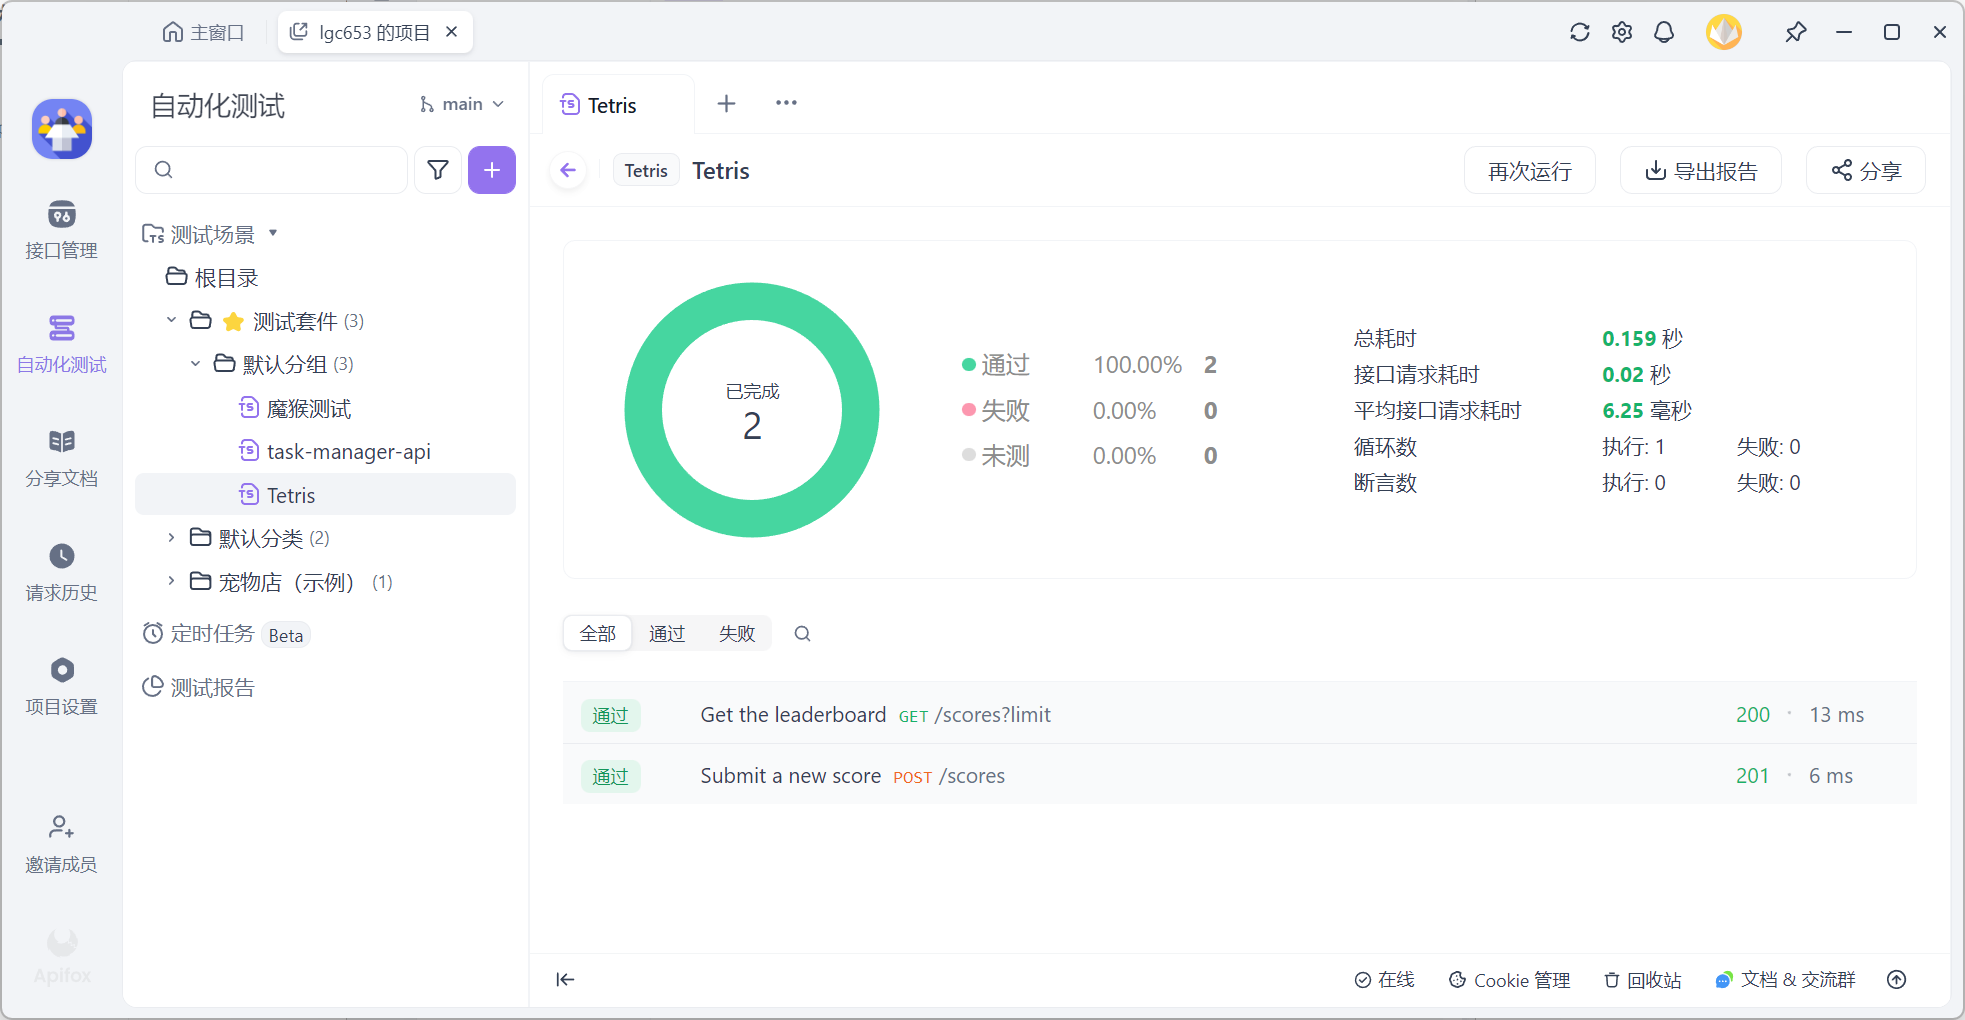 主窗口
lgc653 的项目
自动化测试
main
接口管理
自动化测试
分享文档
请求历史
项目设置
邀请成员
Apifox
测试场景
根目录
测试套件 (3)
默认分组 (3)
魔猴测试
task-manager-api
Tetris
默认分类 (2)
宠物店（示例） (1)
定时任务 Beta
测试报告
Tetris
Tetris Tetris
再次运行
导出报告
分享
已完成
2
通过 100.00% 2
失败 0.00% 0
未测 0.00% 0
总耗时 0.159 秒
接口请求耗时 0.02 秒
平均接口请求耗时 6.25 毫秒
循环数 执行: 1 失败: 0
断言数 执行: 0 失败: 0
全部 通过 失败
通过 Get the leaderboard GET /scores?limit 200 · 13 ms
通过 Submit a new score POST /scores 201 · 6 ms
在线 Cookie 管理 回收站 文档 & 交流群